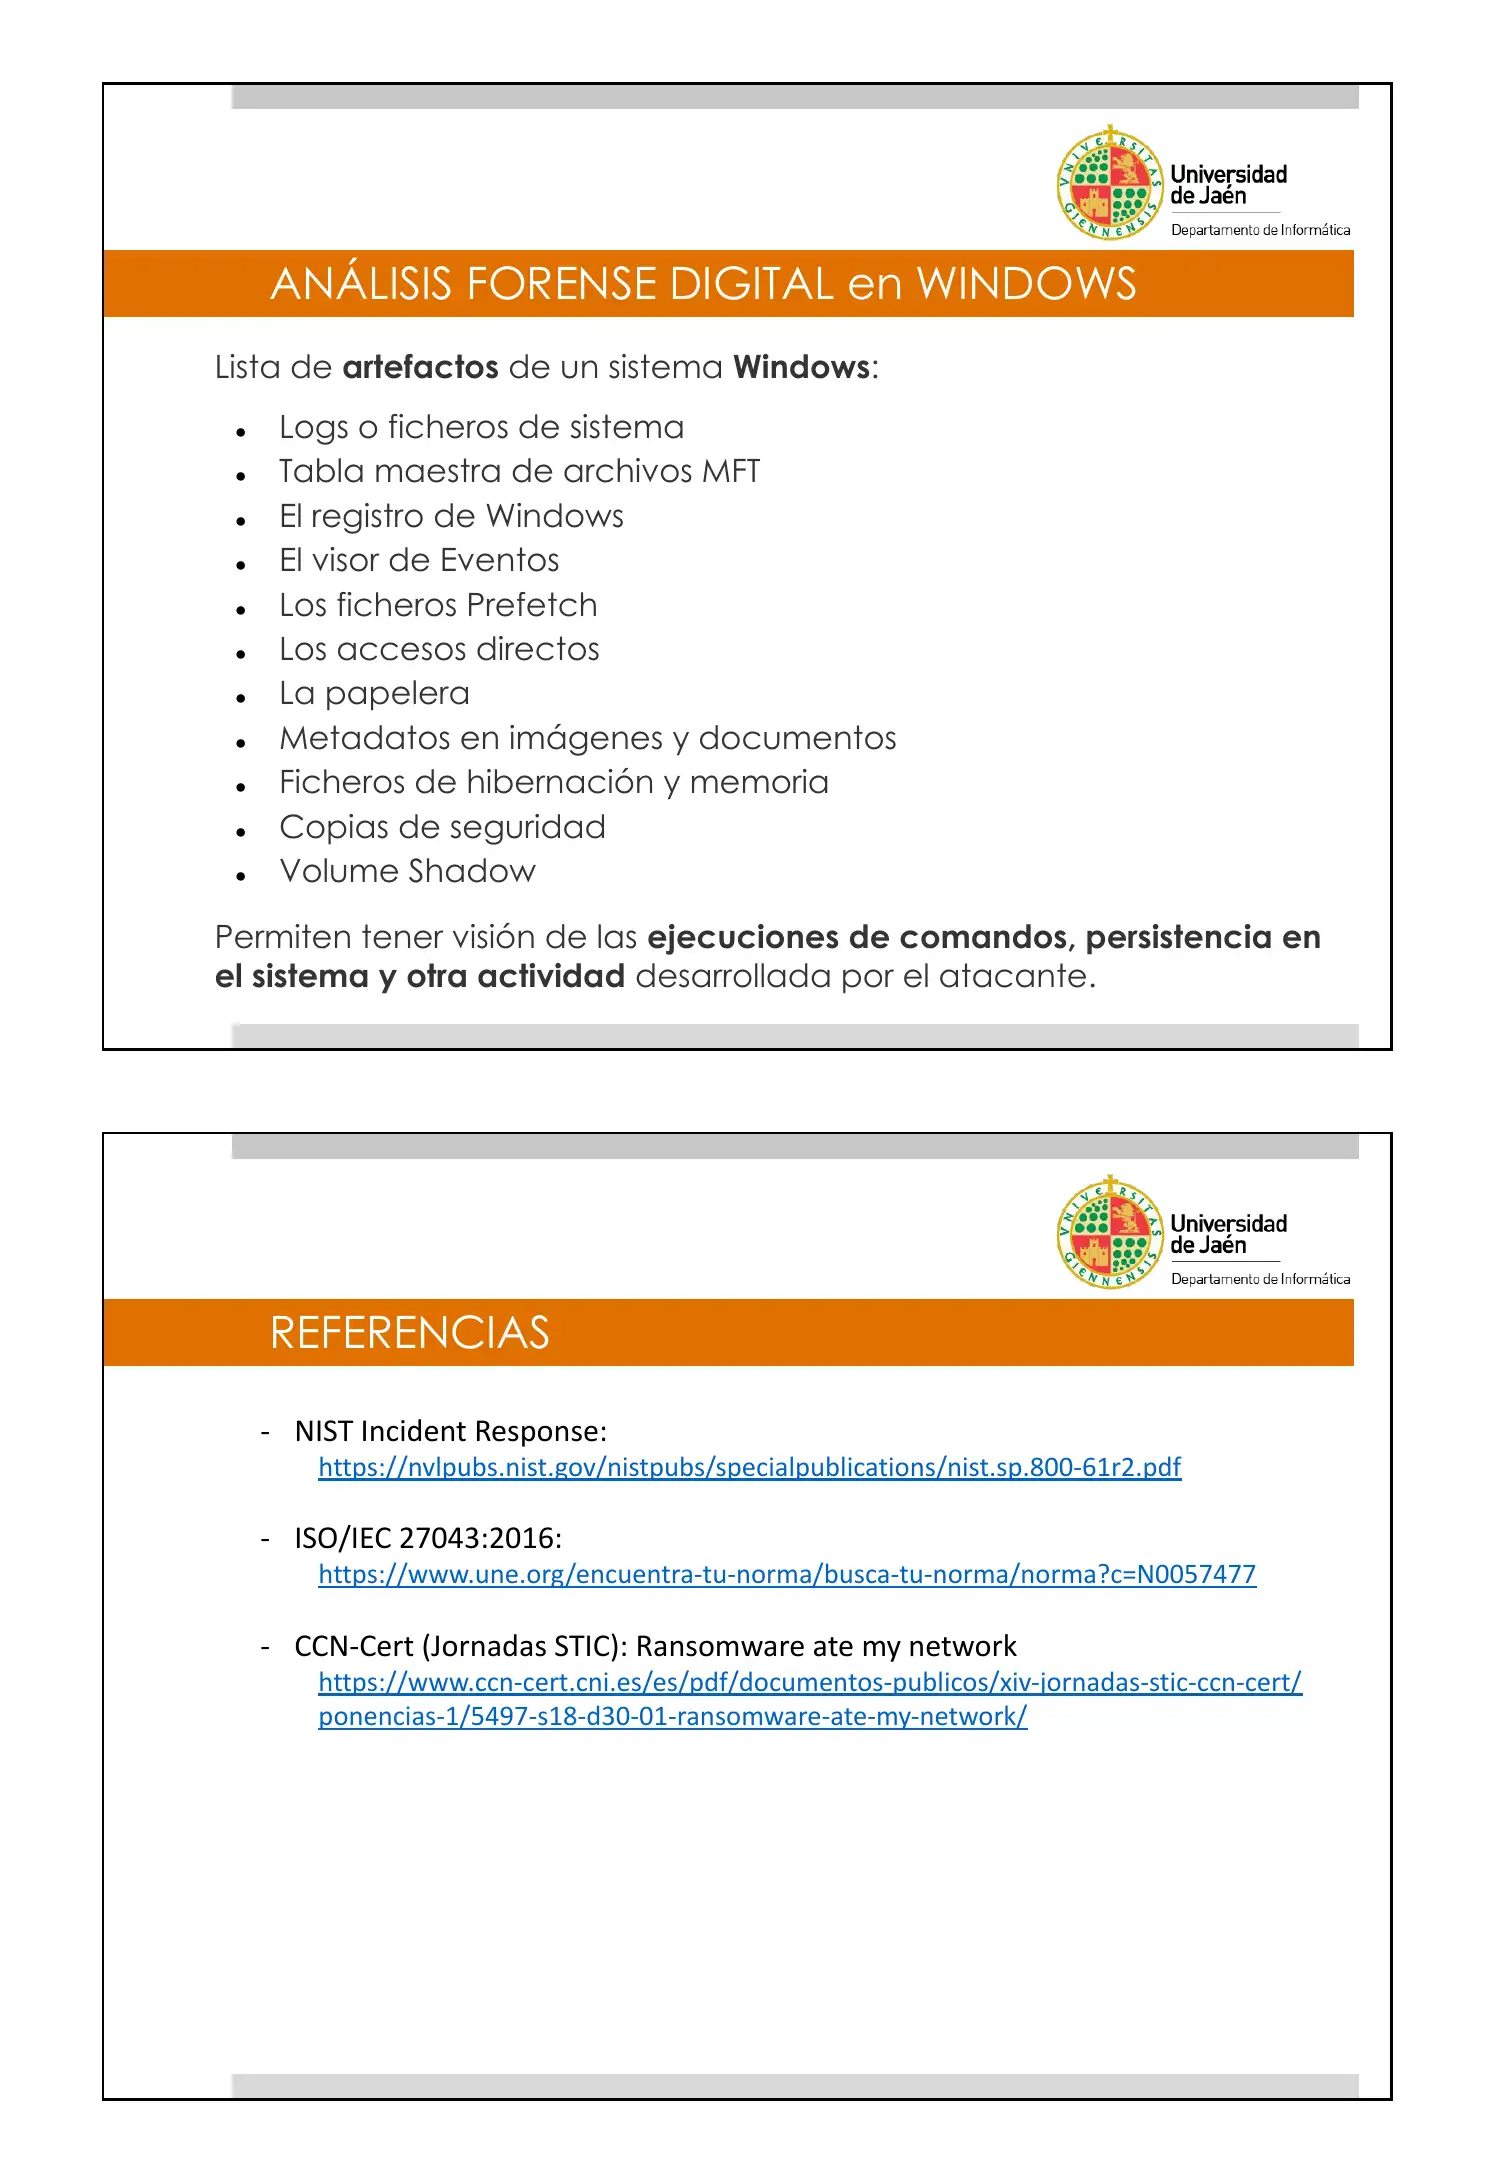 VNIVERSITAS GIENNENSIS
Universidad
de Jaén
Departamento de Informática
ANÁLISIS FORENSE DIGITAL en WINDOWS
Lista de artefactos de un sistema Windows:
● Logs o ficheros de sistema
● Tabla maestra de archivos MFT
● El registro de Windows
● El visor de Eventos
● Los ficheros Prefetch
● Los accesos directos
● La papelera
● Metadatos en imágenes y documentos
● Ficheros de hibernación y memoria
● Copias de seguridad
● Volume Shadow
Permiten tener visión de las ejecuciones de comandos, persistencia en
el sistema y otra actividad desarrollada por el atacante.
VNIVERSITAS GIENNENSIS
Universidad
de Jaén
Departamento de Informática
REFERENCIAS
- NIST Incident Response:
https://nvlpubs.nist.gov/nistpubs/specialpublications/nist.sp.800-61r2.pdf
- ISO/IEC 27043:2016:
https://www.une.org/encuentra-tu-norma/busca-tu-norma/norma?c=N0057477
- CCN-Cert (Jornadas STIC): Ransomware ate my network
https://www.ccn-cert.cni.es/es/pdf/documentos-publicos/xiv-jornadas-stic-ccn-cert/
ponencias-1/5497-s18-d30-01-ransomware-ate-my-network/